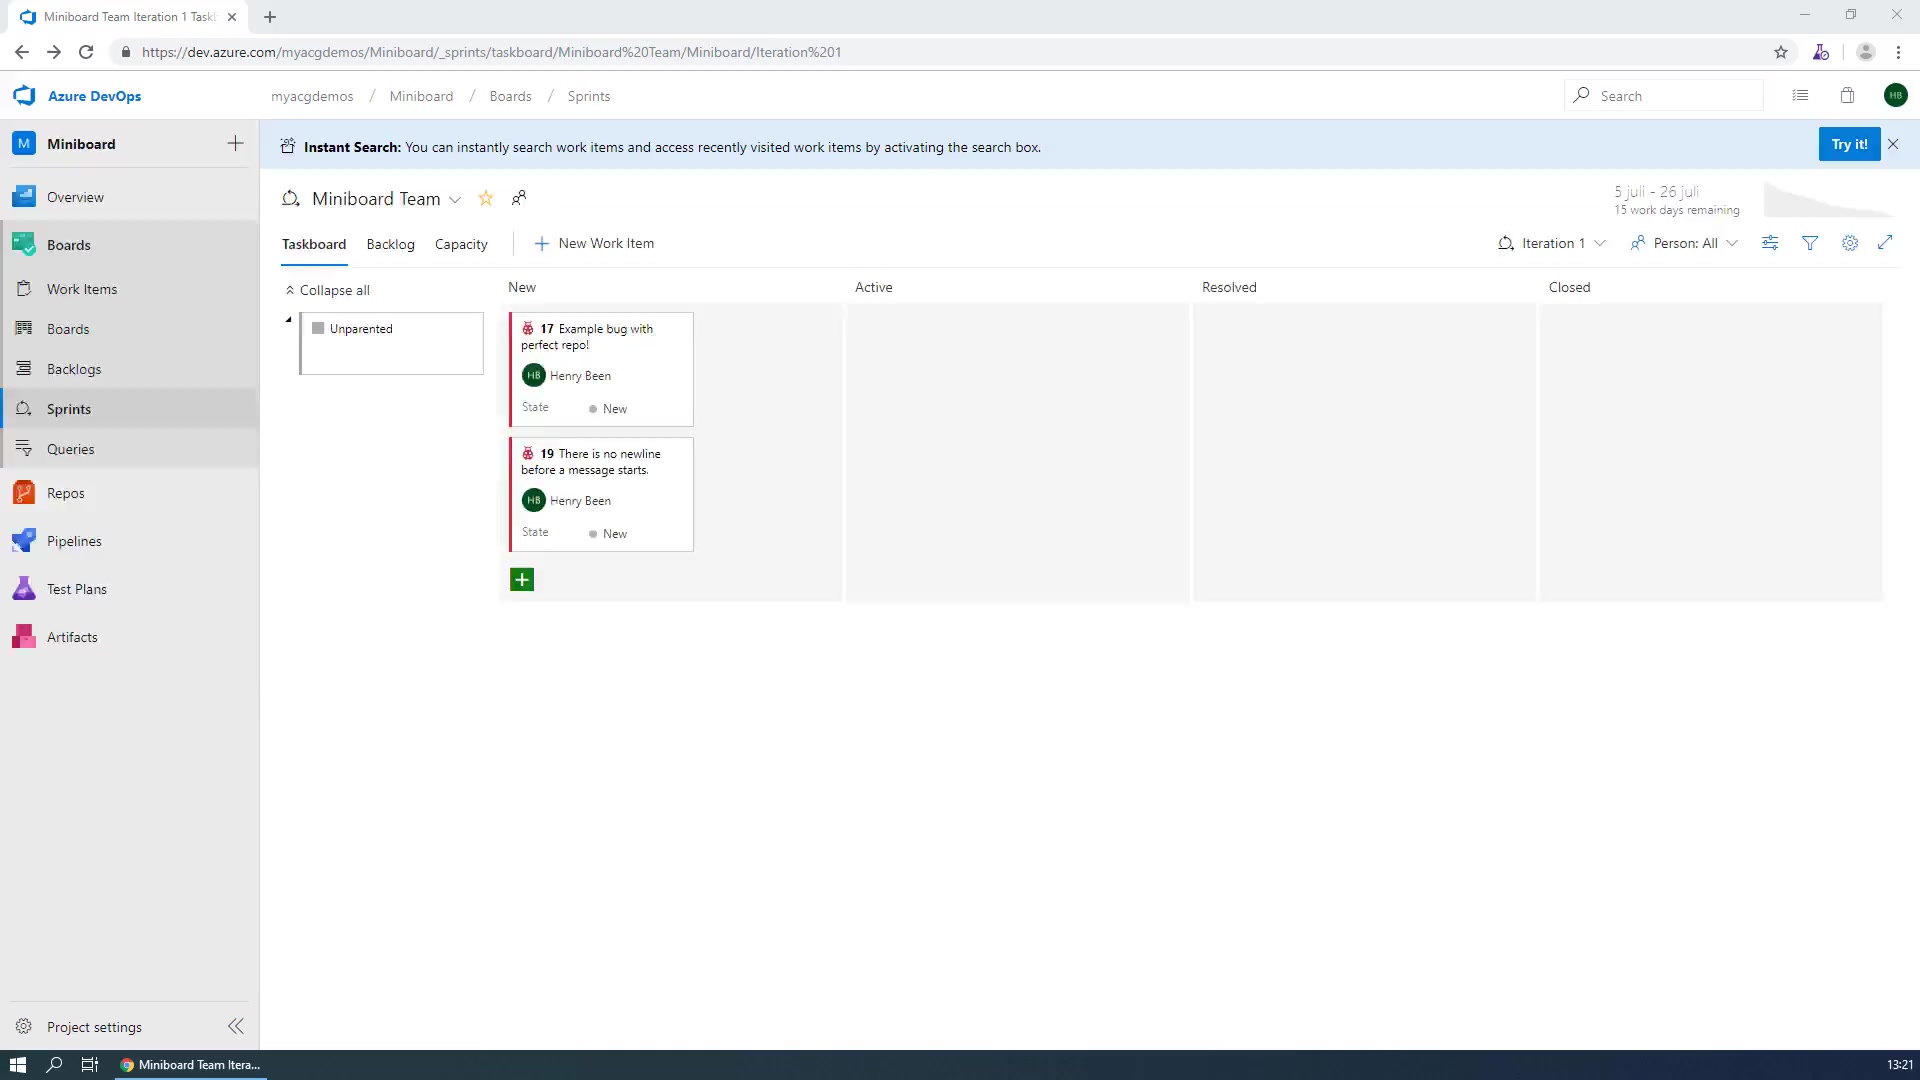 Miniboard Team Iteration 1 Taskb
https://dev.azure.com/myacgdemos/Miniboard/_sprints/taskboard/Miniboard%20Team/Miniboard/Iteration%201
Azure DevOps
myacgdemos / Miniboard / Boards / Sprints
Search
HB
M Miniboard
Instant Search: You can instantly search work items and access recently visited work items by activating the search box.
Try it!
Overview
Boards
Work Items
Boards
Backlogs
Sprints
Queries
Repos
Pipelines
Test Plans
Artifacts
Project settings
Miniboard Team
5 juli - 26 juli
15 work days remaining
Taskboard Backlog Capacity New Work Item
Iteration 1 Person: All
Collapse all
New Active Resolved Closed
Unparented
17 Example bug with
perfect repo!
HB Henry Been
State New
19 There is no newline
before a message starts.
HB Henry Been
State New
Miniboard Team Itera...
13:21